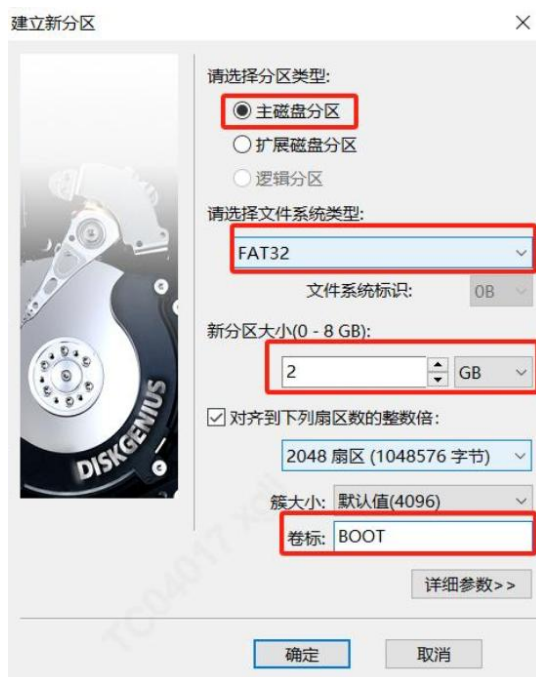 建立新分区
请选择分区类型:
主磁盘分区
扩展磁盘分区
逻辑分区
请选择文件系统类型:
FAT32
文件系统标识: 0B
新分区大小(0 - 8 GB):
2 GB
对齐到下列扇区数的整数倍:
2048 扇区 (1048576 字节)
簇大小: 默认值(4096)
卷标: BOOT
详细参数>>
确定 取消
DISKGENIUS
TC04017 xdj